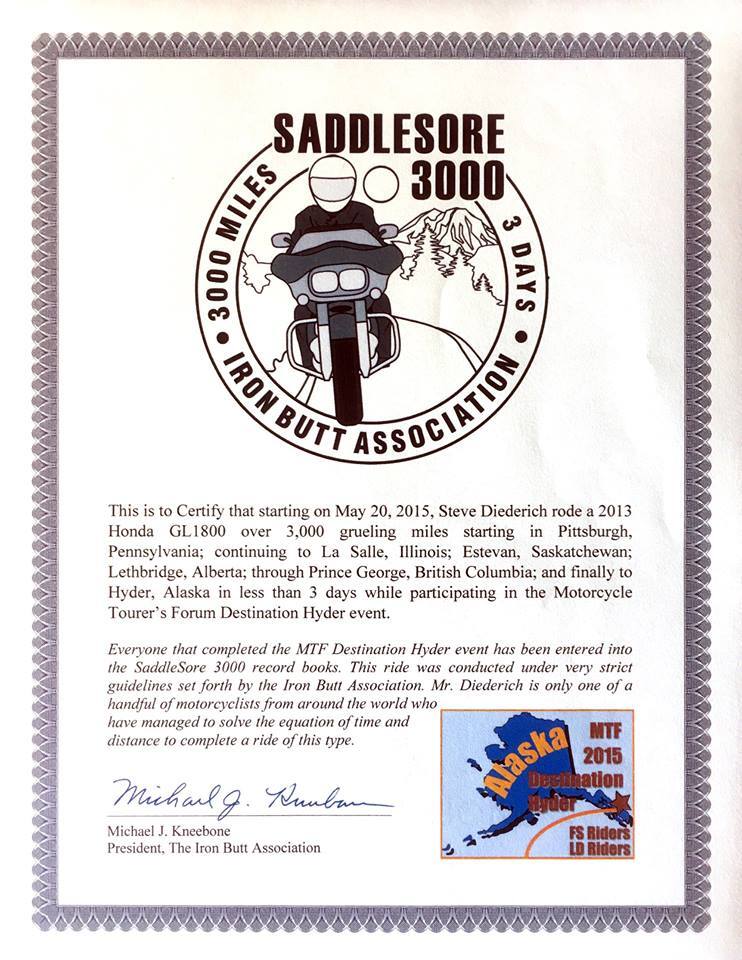 SADDLESORE
3000
3000 MILES
3 DAYS
• IRON BUTT ASSOCIATION •
This is to Certify that starting on May 20, 2015, Steve Diederich rode a 2013
Honda GL1800 over 3,000 grueling miles starting in Pittsburgh,
Pennsylvania; continuing to La Salle, Illinois; Estevan, Saskatchewan;
Lethbridge, Alberta; through Prince George, British Columbia; and finally to
Hyder, Alaska in less than 3 days while participating in the Motorcycle
Tourer's Forum Destination Hyder event.
Everyone that completed the MTF Destination Hyder event has been entered into
the SaddleSore 3000 record books. This ride was conducted under very strict
guidelines set forth by the Iron Butt Association. Mr. Diederich is only one of a
handful of motorcyclists from around the world who
have managed to solve the equation of time and
distance to complete a ride of this type.
Alaska
MTF
2015
Destination
Hyder
FS Riders
LD Riders
Michael J. Kneebone
Michael J. Kneebone
President, The Iron Butt Association